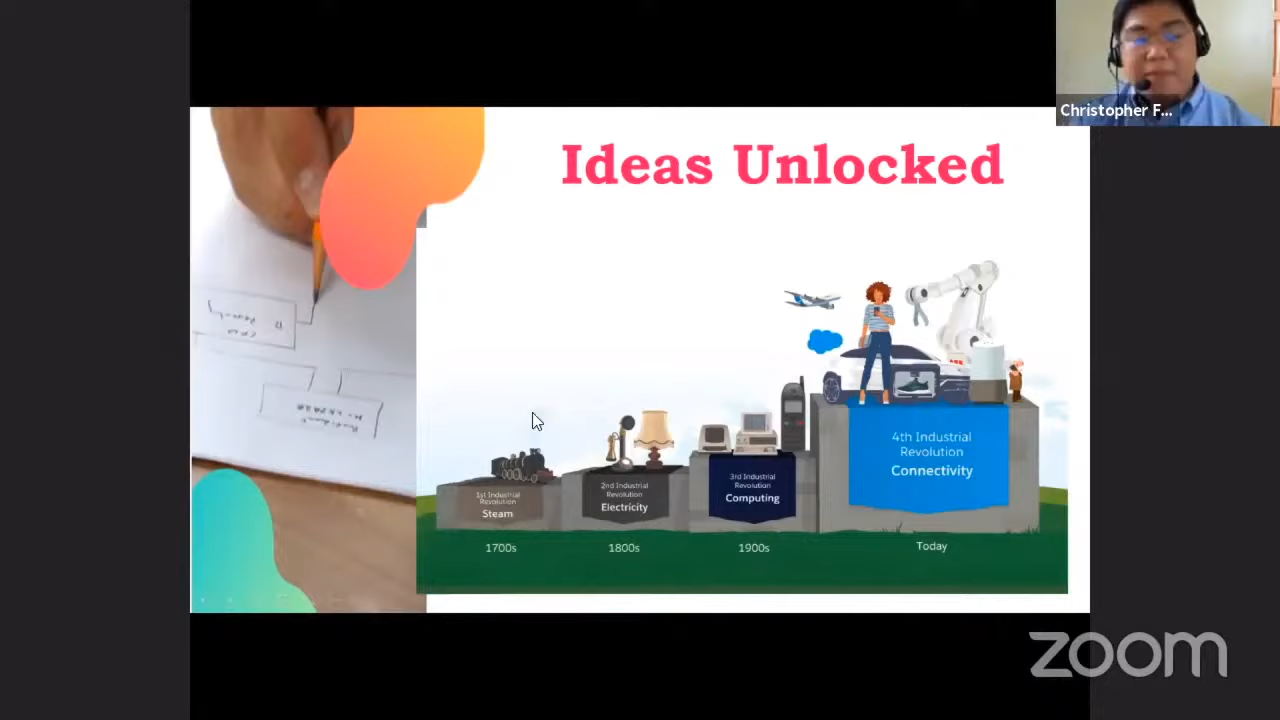 Christopher F...
Ideas Unlocked
4th Industrial
Revolution
Connectivity
3rd Industrial
Revolution
Computing
2nd Industrial
Revolution
Electricity
1st Industrial
Revolution
Steam
1700s
1800s
1900s
Today
zoom